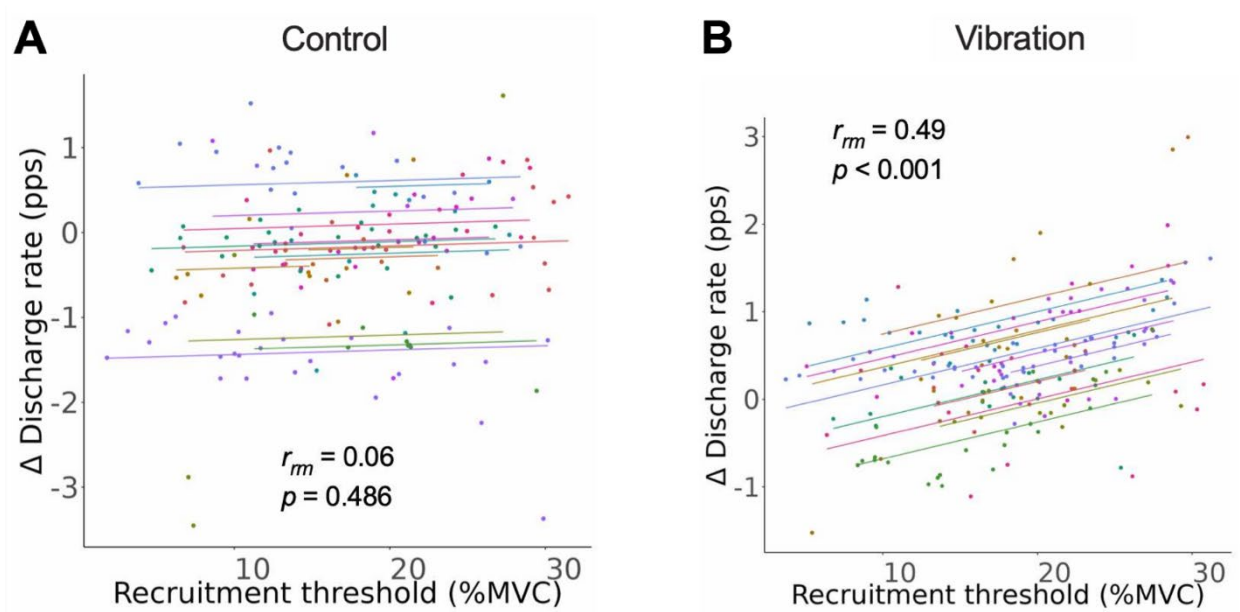 A
Control
1
0
-1
-2
-3
Δ Discharge rate (pps)
r_rm = 0.06
p = 0.486
10
20
30
Recruitment threshold (%MVC)
B
Vibration
3
2
1
0
-1
Δ Discharge rate (pps)
r_rm = 0.49
p < 0.001
10
20
30
Recruitment threshold (%MVC)